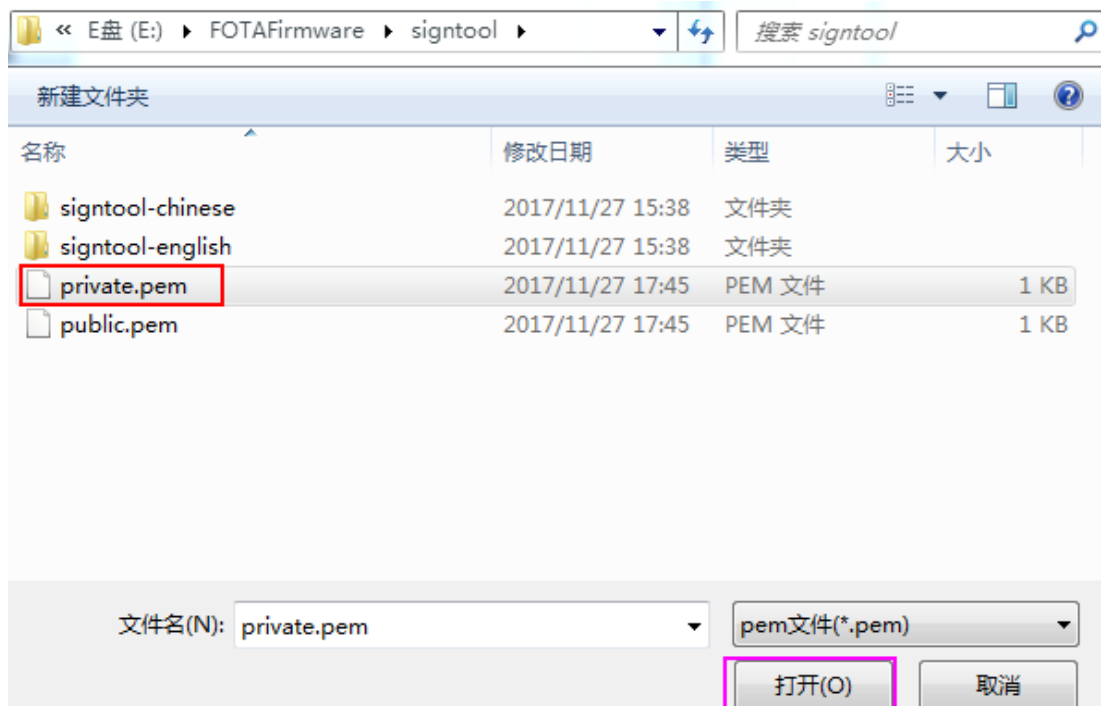 « E盘 (E:) ▸ FOTAFirmware ▸ signtool ▸ 搜索 signtool
新建文件夹
名称 修改日期 类型 大小
signtool-chinese 2017/11/27 15:38 文件夹
signtool-english 2017/11/27 15:38 文件夹
private.pem 2017/11/27 17:45 PEM 文件 1 KB
public.pem 2017/11/27 17:45 PEM 文件 1 KB
文件名(N): private.pem pem文件(*.pem)
打开(O) 取消